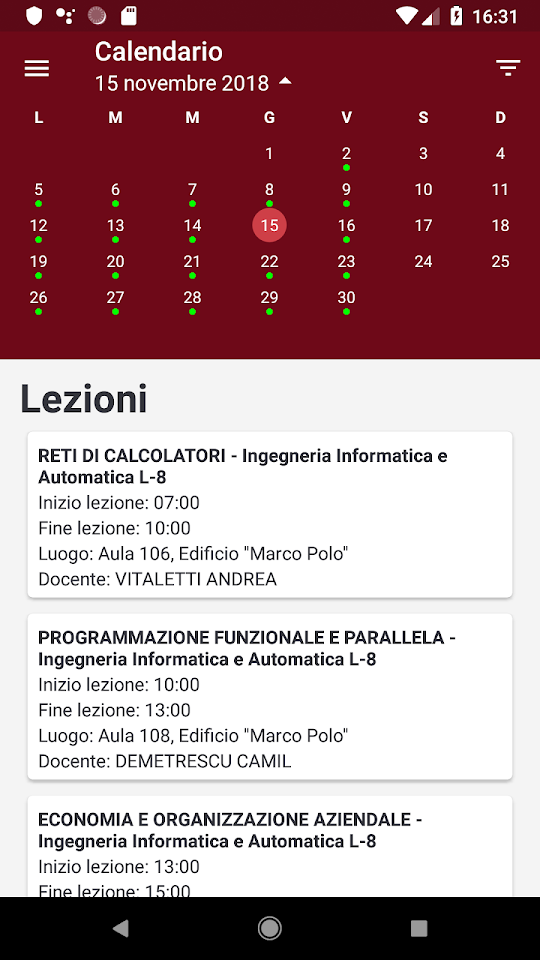 16:31
Calendario
15 novembre 2018
L M M G V S D
1 2 3 4
5 6 7 8 9 10 11
12 13 14 15 16 17 18
19 20 21 22 23 24 25
26 27 28 29 30
Lezioni
RETI DI CALCOLATORI - Ingegneria Informatica e
Automatica L-8
Inizio lezione: 07:00
Fine lezione: 10:00
Luogo: Aula 106, Edificio "Marco Polo"
Docente: VITALETTI ANDREA
PROGRAMMAZIONE FUNZIONALE E PARALLELA -
Ingegneria Informatica e Automatica L-8
Inizio lezione: 10:00
Fine lezione: 13:00
Luogo: Aula 108, Edificio "Marco Polo"
Docente: DEMETRESCU CAMIL
ECONOMIA E ORGANIZZAZIONE AZIENDALE -
Ingegneria Informatica e Automatica L-8
Inizio lezione: 13:00
Fine lezione: 15:00